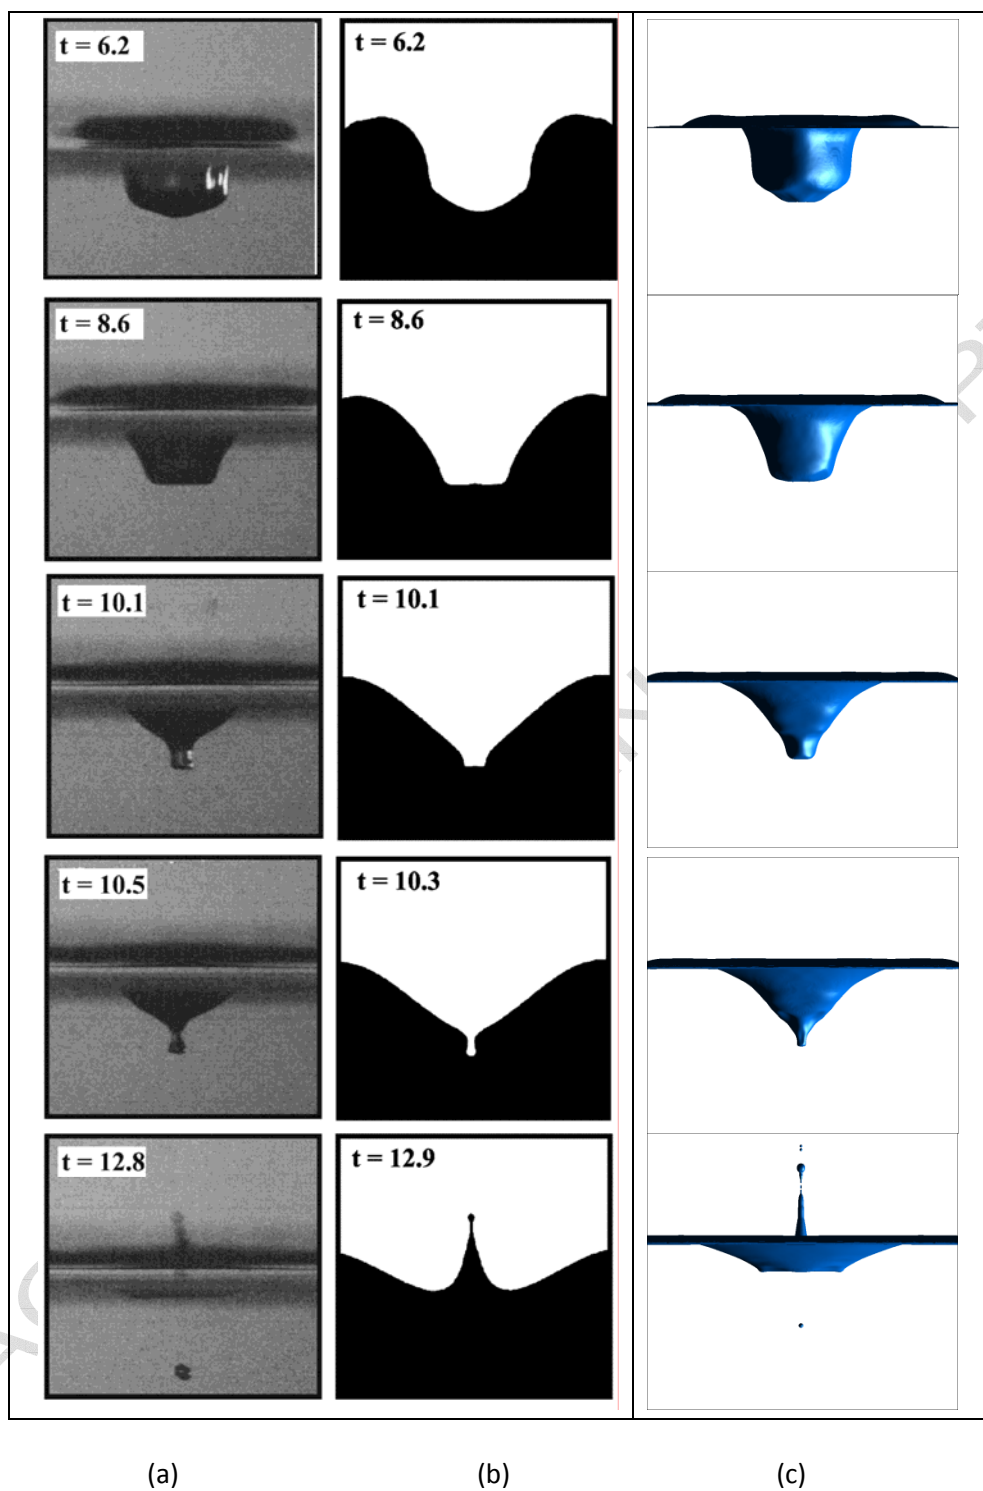 t = 6.2
t = 6.2
t = 8.6
t = 8.6
t = 10.1
t = 10.1
t = 10.5
t = 10.3
t = 12.8
t = 12.9
(a)
(b)
(c)